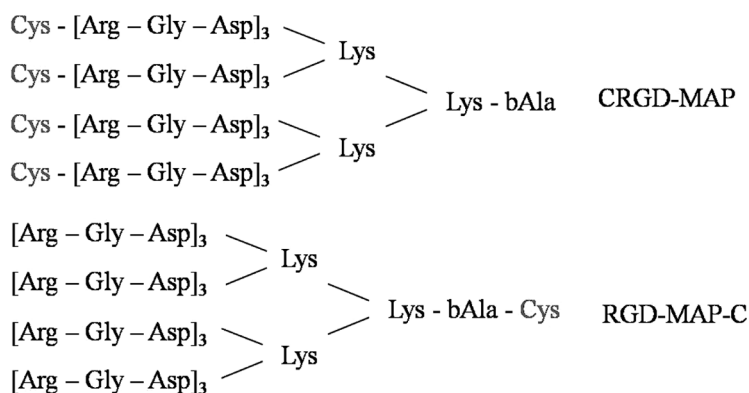 Cys - [Arg – Gly – Asp]₃
Lys
Cys - [Arg – Gly – Asp]₃
Lys - bAla CRGD-MAP
Cys - [Arg – Gly – Asp]₃
Lys
Cys - [Arg – Gly – Asp]₃
[Arg – Gly – Asp]₃
Lys
[Arg – Gly – Asp]₃
Lys - bAla - Cys RGD-MAP-C
[Arg – Gly – Asp]₃
Lys
[Arg – Gly – Asp]₃